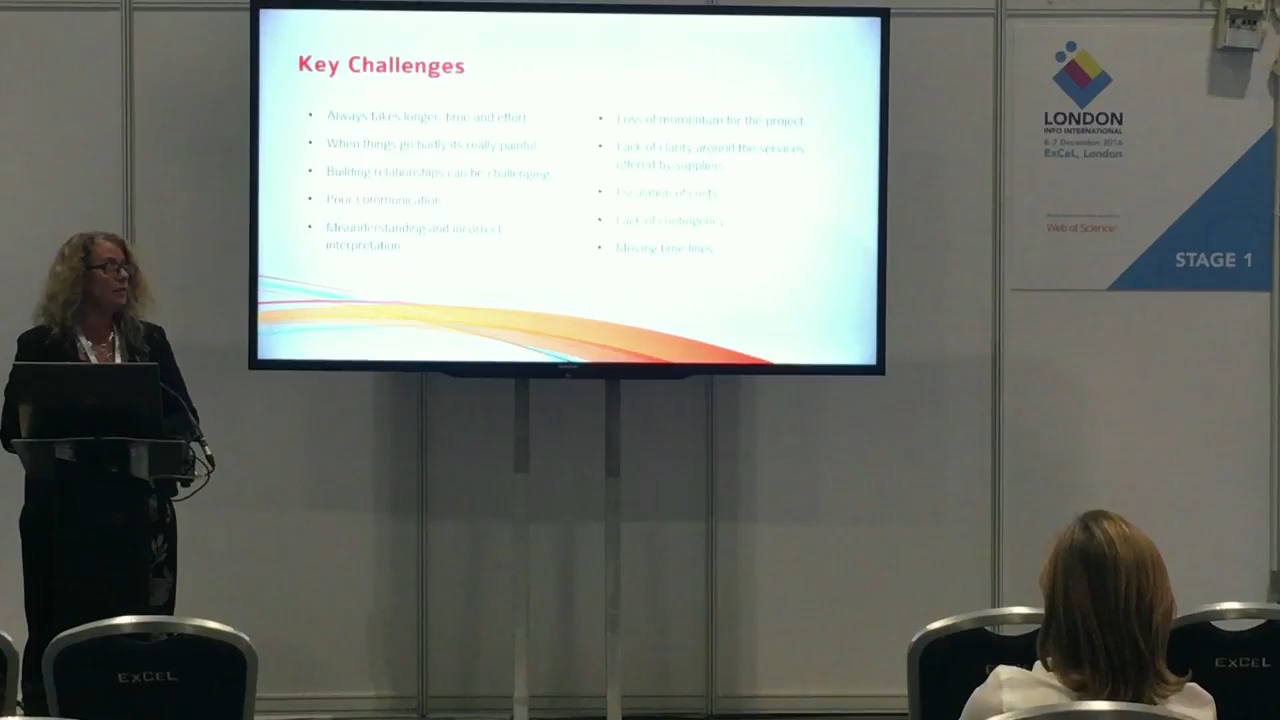 Key Challenges
Always takes longer, time and effort
When things go badly its really painful
Building relationships can be challenging
Poor communication
Misunderstanding and incorrect
interpretation
Loss of momentum for the project
Lack of clarity around the services
offered by suppliers
Escalation of costs
Lack of contingency
Moving time lines
LONDON
INFO INTERNATIONAL
6-7 December 2016
ExCeL, London
Web of Science
STAGE 1
EXCEL
EXCEL